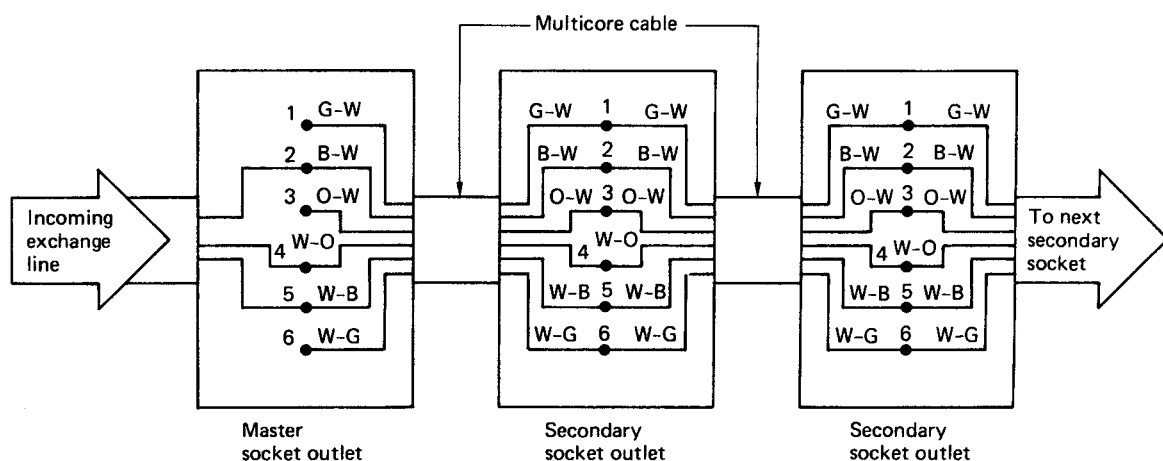 Multicore cable
1 G–W
2 B–W
3 O–W
4 W–O
5 W–B
6 W–G
G–W 1 G–W
B–W 2 B–W
O–W 3 O–W
4 W–O
W–B 5 W–B
W–G 6 W–G
G–W 1 G–W
B–W 2 B–W
O–W 3 O–W
4 W–O
W–B 5 W–B
W–G 6 W–G
Incoming
exchange
line
To next
secondary
socket
Master
socket outlet
Secondary
socket outlet
Secondary
socket outlet